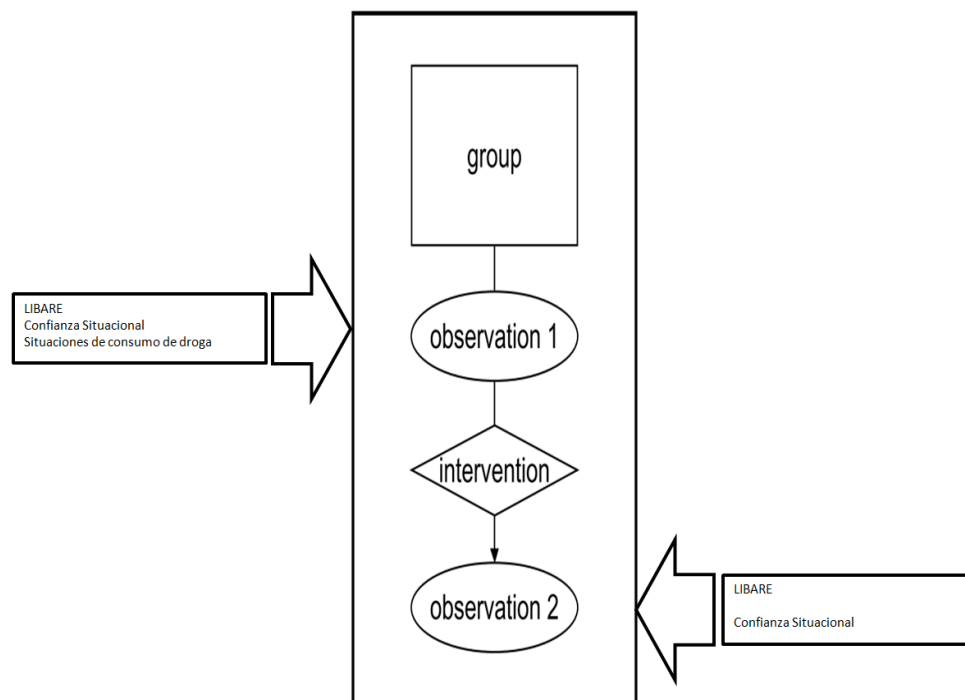 group
LIBARE
Confianza Situacional
Situaciones de consumo de droga
observation 1
intervention
observation 2
LIBARE
Confianza Situacional